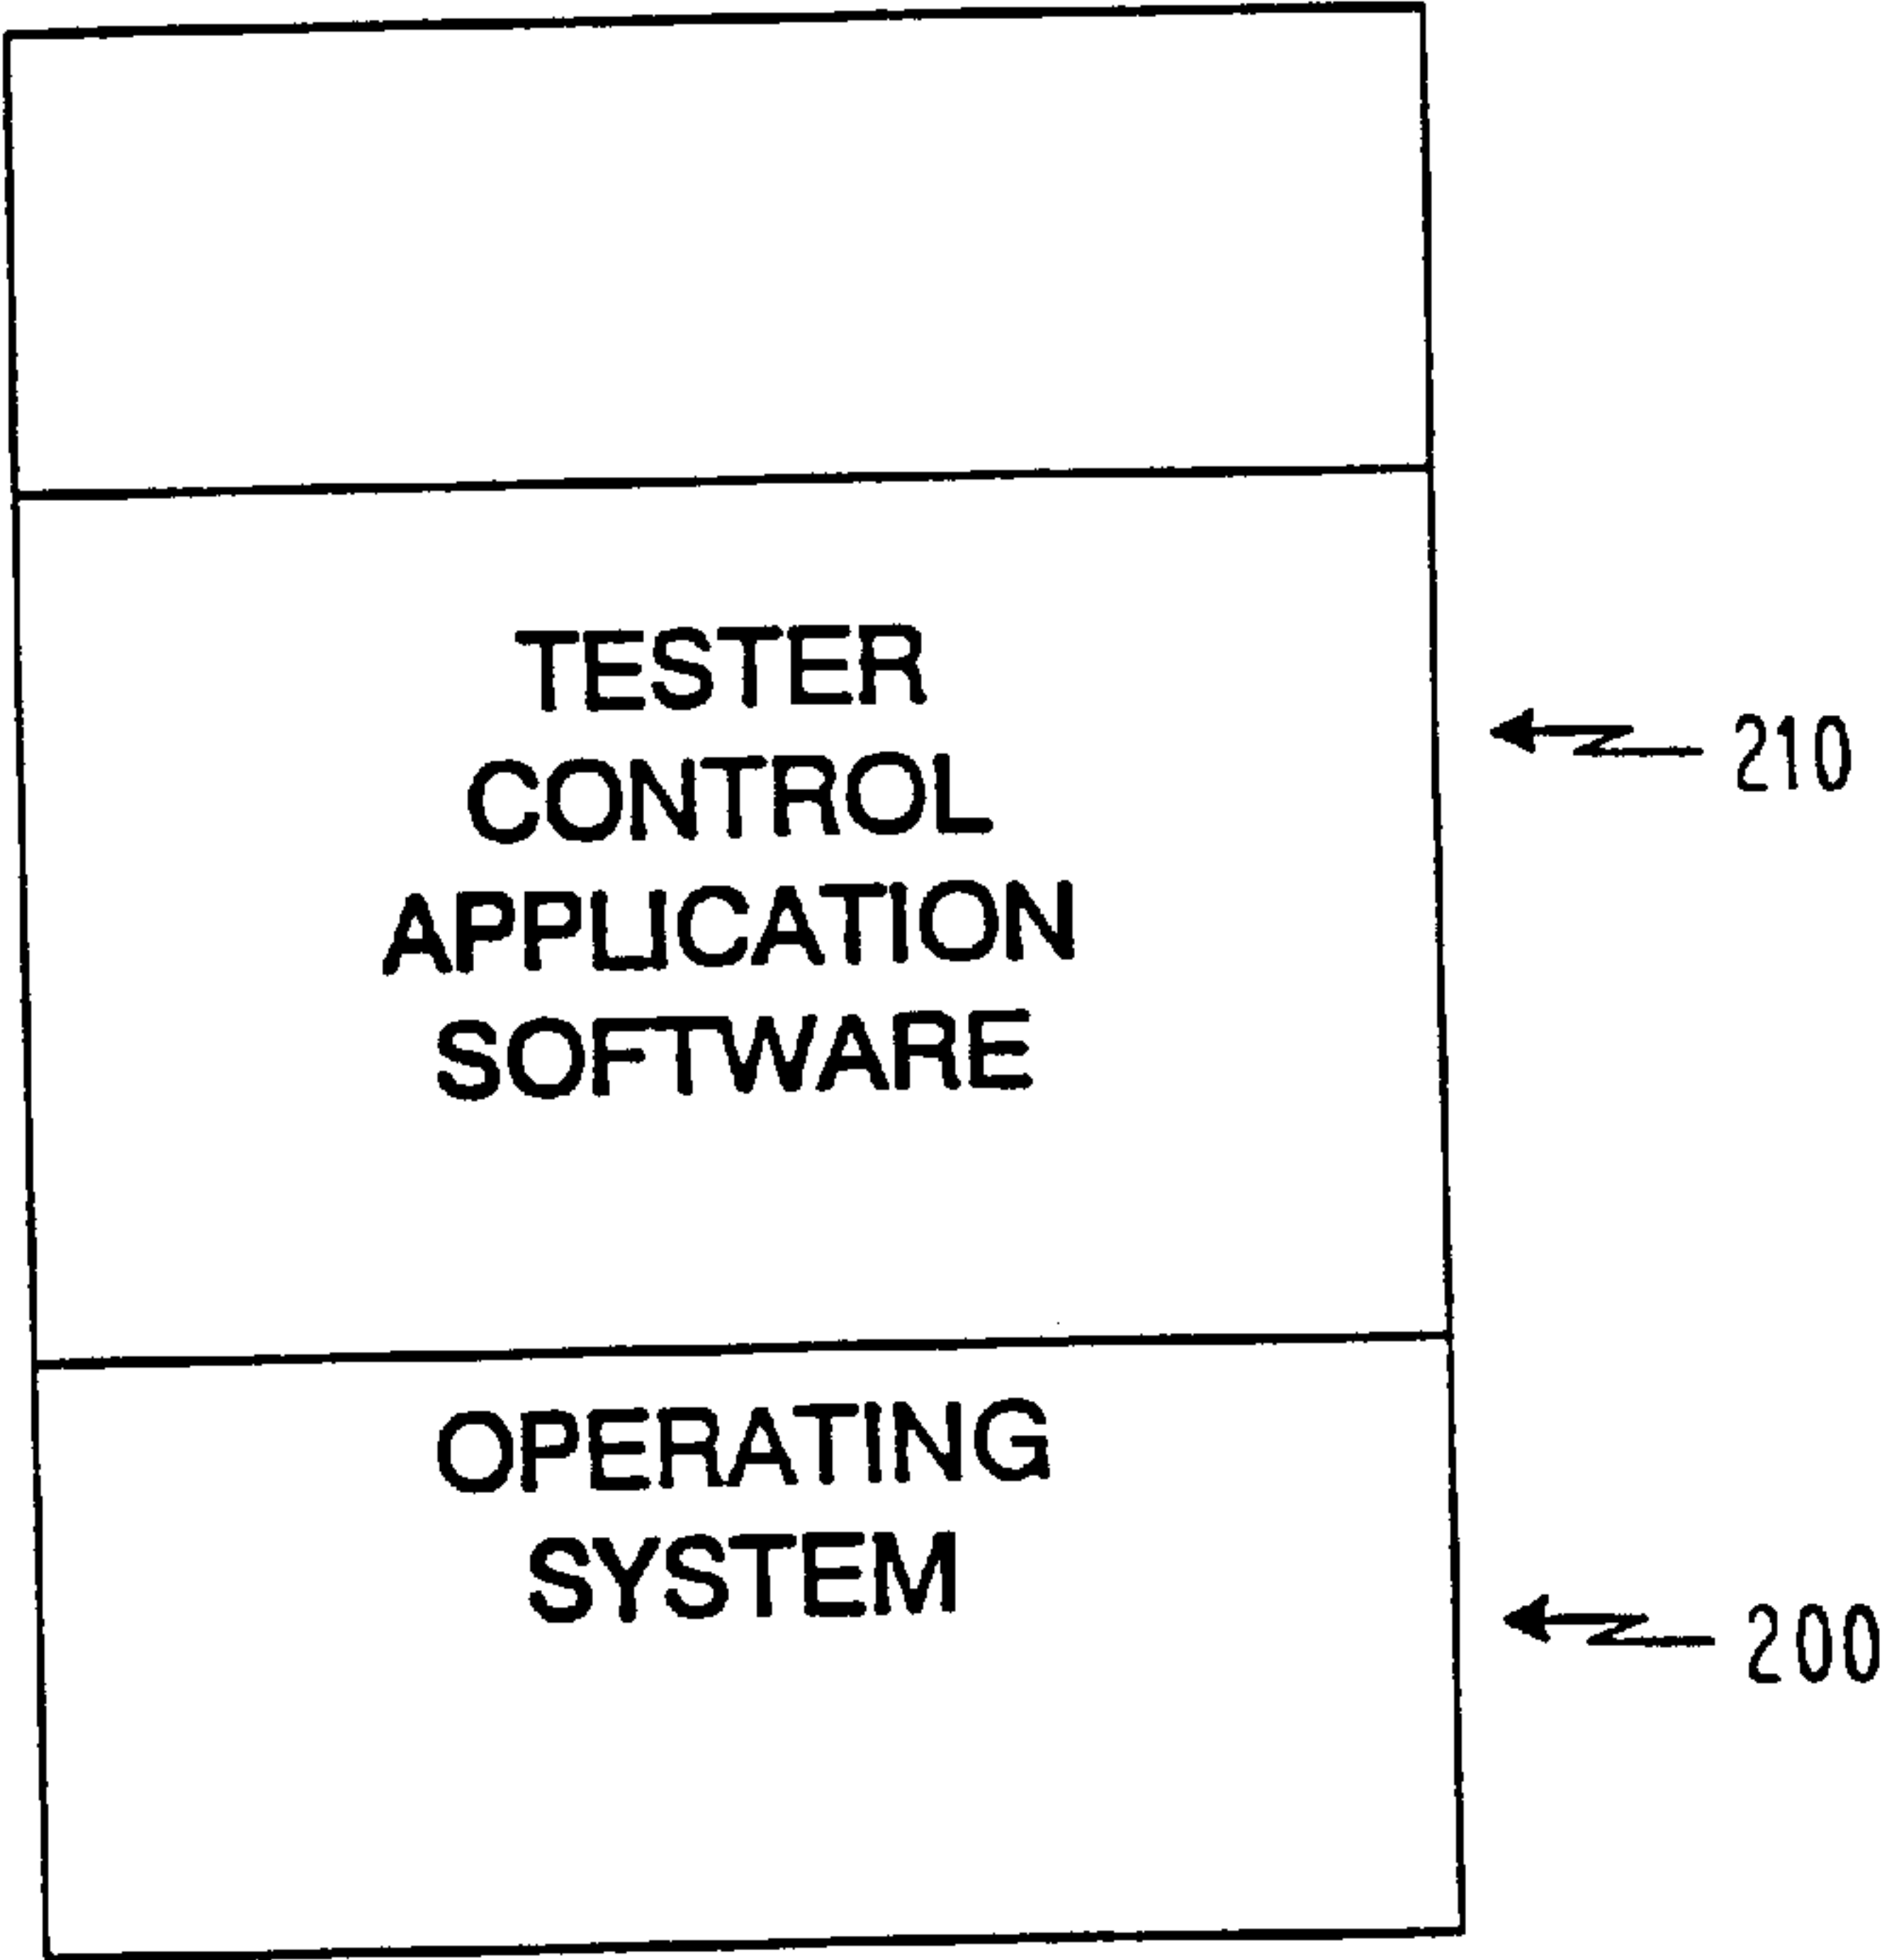 TESTER
CONTROL
APPLICATION
SOFTWARE
210
OPERATING
SYSTEM
200